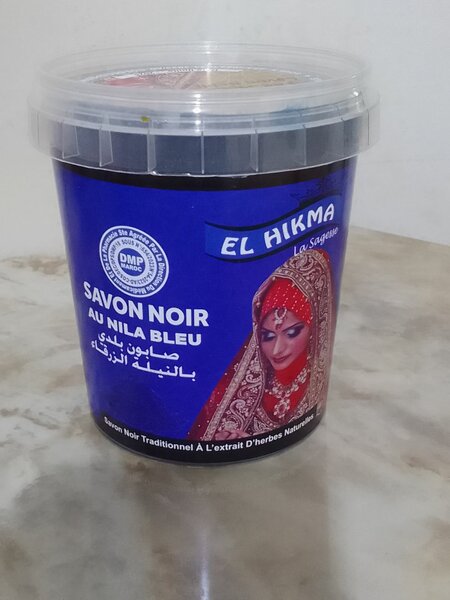 EL HIKMA
La Sagesse
DMP
MAROC
SAVON NOIR
AU NILA BLEU
صابون بلدي
بالنيلة الزرقاء
Savon Noir Traditionnel À L'extrait D'herbes Naturelles